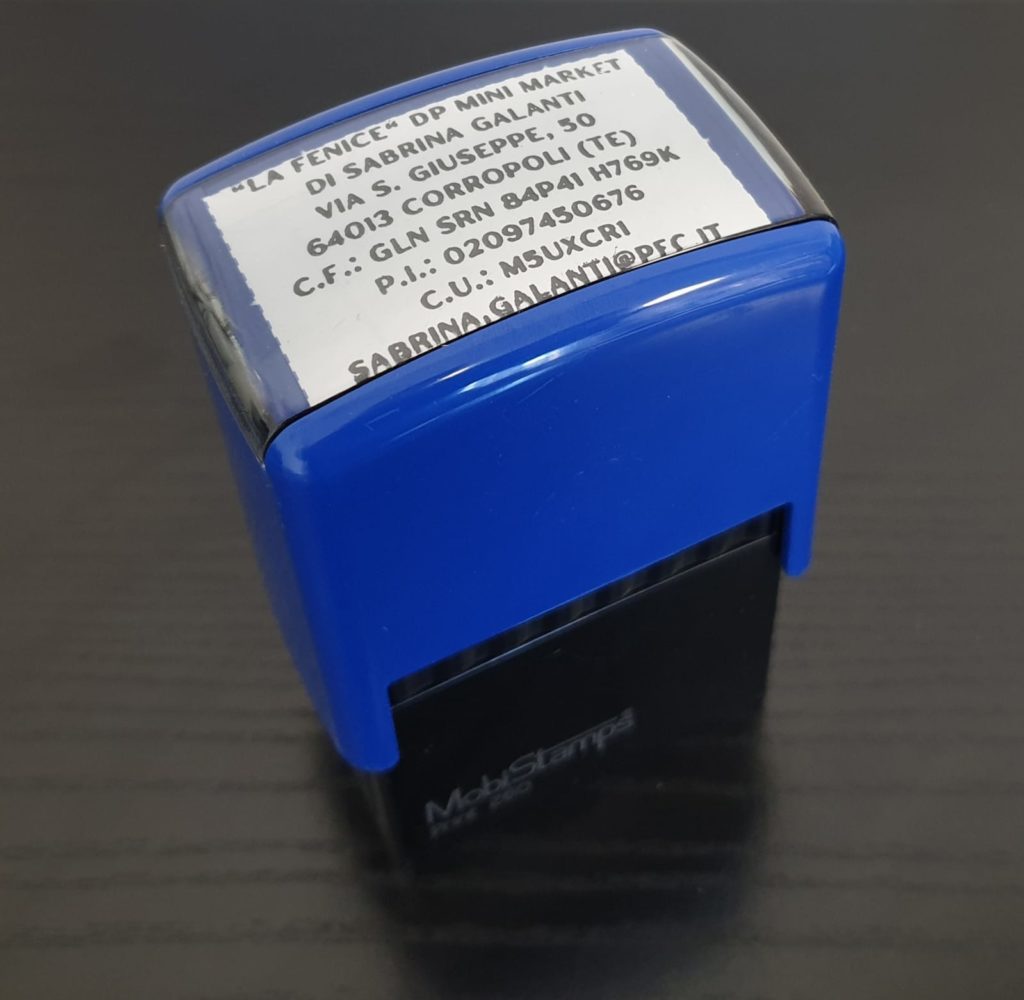 “LA FENICE“ DP MINI MARKET
DI SABRINA GALANTI
VIA S. GIUSEPPE, 50
64013 CORROPOLI (TE)
C.F.: GLN SRN 84P41 H769K
P.I.: 02097450676
C.U.: M5UXCR1
SABRINA.GALANTI@PEC.IT
MobiStamps